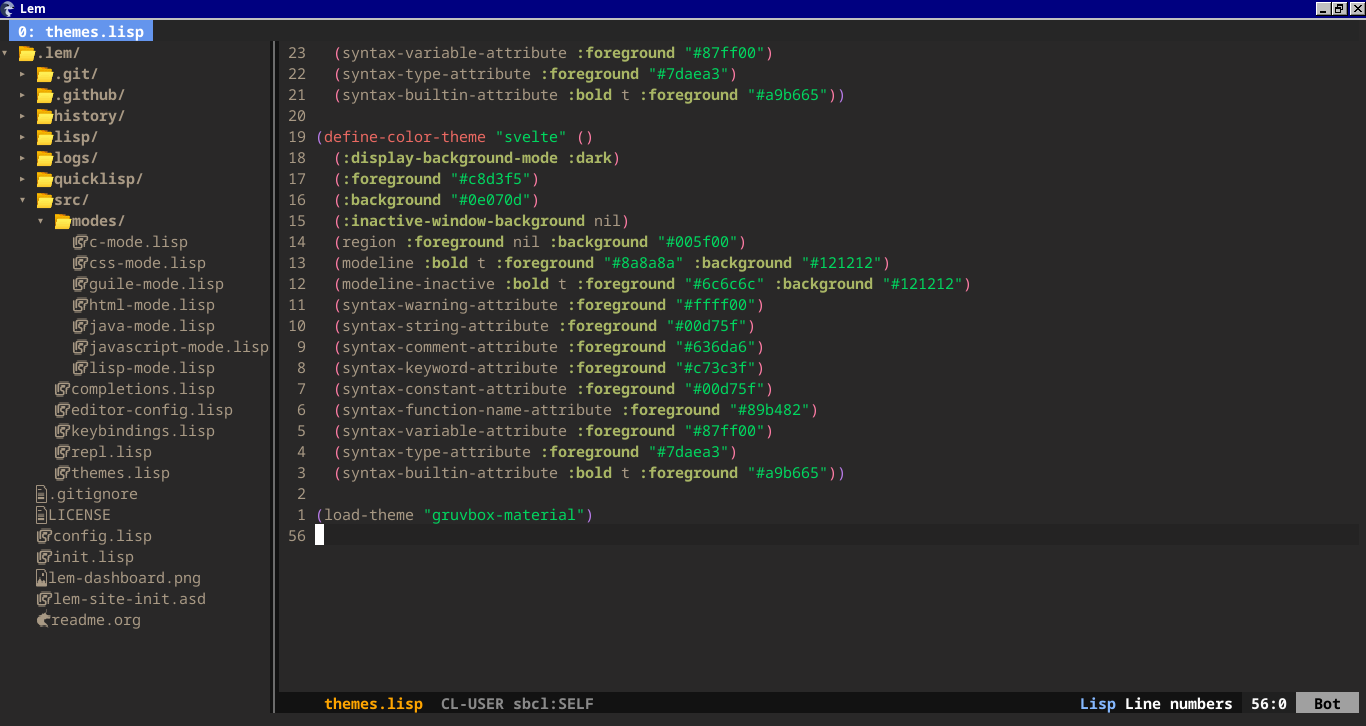 Lem
0: themes.lisp
.lem/
.git/
.github/
history/
lisp/
logs/
quicklisp/
src/
modes/
c-mode.lisp
css-mode.lisp
guile-mode.lisp
html-mode.lisp
java-mode.lisp
javascript-mode.lisp
lisp-mode.lisp
completions.lisp
editor-config.lisp
keybindings.lisp
repl.lisp
themes.lisp
.gitignore
LICENSE
config.lisp
init.lisp
lem-dashboard.png
lem-site-init.asd
readme.org
23 (syntax-variable-attribute :foreground "#87ff00")
22 (syntax-type-attribute :foreground "#7daea3")
21 (syntax-builtin-attribute :bold t :foreground "#a9b665"))
20
19 (define-color-theme "svelte" ()
18 (:display-background-mode :dark)
17 (:foreground "#c8d3f5")
16 (:background "#0e070d")
15 (:inactive-window-background nil)
14 (region :foreground nil :background "#005f00")
13 (modeline :bold t :foreground "#8a8a8a" :background "#121212")
12 (modeline-inactive :bold t :foreground "#6c6c6c" :background "#121212")
11 (syntax-warning-attribute :foreground "#ffff00")
10 (syntax-string-attribute :foreground "#00d75f")
9 (syntax-comment-attribute :foreground "#636da6")
8 (syntax-keyword-attribute :foreground "#c73c3f")
7 (syntax-constant-attribute :foreground "#00d75f")
6 (syntax-function-name-attribute :foreground "#89b482")
5 (syntax-variable-attribute :foreground "#87ff00")
4 (syntax-type-attribute :foreground "#7daea3")
3 (syntax-builtin-attribute :bold t :foreground "#a9b665"))
2
1 (load-theme "gruvbox-material")
56
themes.lisp CL-USER sbcl:SELF Lisp Line numbers 56:0 Bot